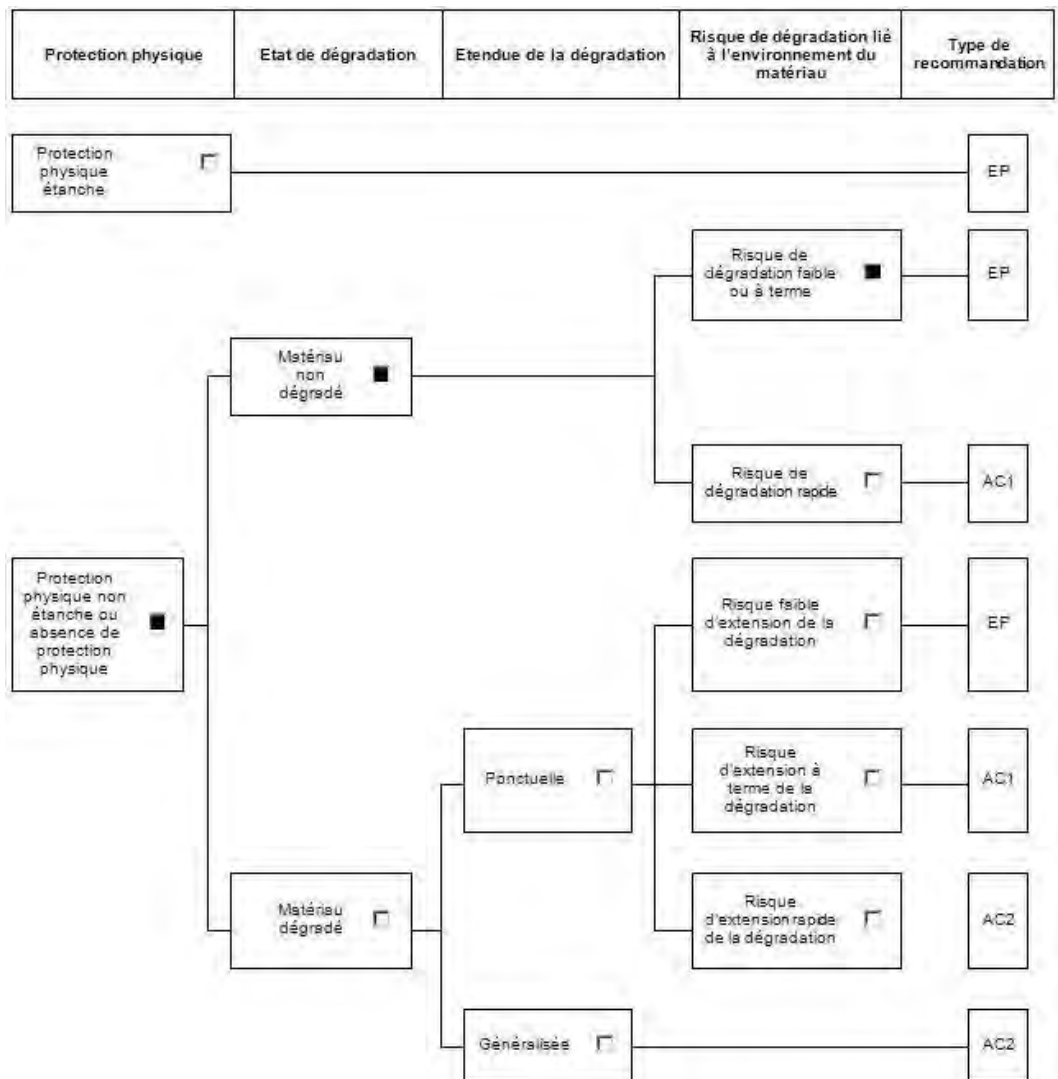 Protection physique
Etat de dégradation
Etendue de la dégradation
Risque de dégradation lié
à l'environnement du
matériau
Type de
recommandation
Protection
physique
étanche
EP
Risque de
dégradation faible
ou à terme
EP
Matériau
non
dégradé
Risque de
dégradation rapide
AC1
Protection
physique non
étanche ou
absence de
protection
physique
Risque faible
d'extension de la
dégradation
EP
Ponctuelle
Risque
d'extension à
terme de la
dégradation
AC1
Matériau
dégradé
Risque
d'extension rapide
de la dégradation
AC2
Généralisée
AC2